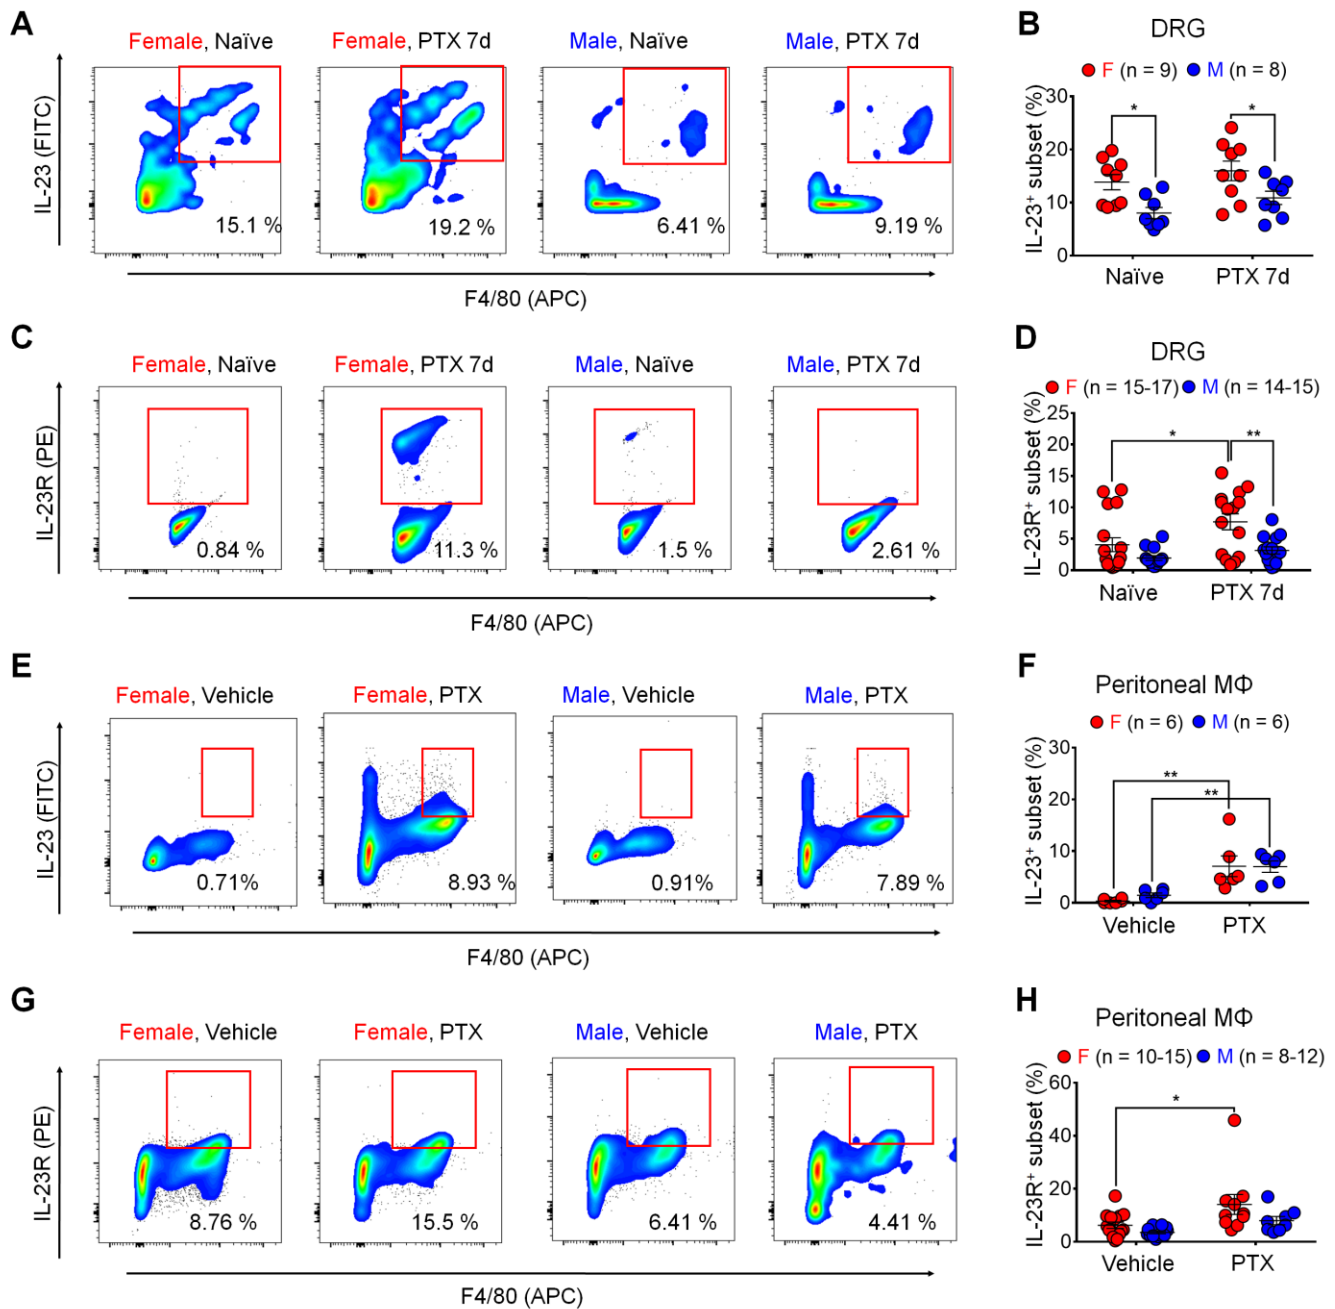 A
Female, Naïve
Female, PTX 7d
Male, Naïve
Male, PTX 7d
IL-23 (FITC)
15.1 %
19.2 %
6.41 %
9.19 %
F4/80 (APC)
B
DRG
F (n = 9) M (n = 8)
IL-23+ subset (%)
30
20
10
0
* *
Naïve PTX 7d
C
Female, Naïve
Female, PTX 7d
Male, Naïve
Male, PTX 7d
IL-23R (PE)
0.84 %
11.3 %
1.5 %
2.61 %
F4/80 (APC)
D
DRG
F (n = 15-17) M (n = 14-15)
IL-23R+ subset (%)
25
20
15
10
5
0
* **
Naïve PTX 7d
E
Female, Vehicle
Female, PTX
Male, Vehicle
Male, PTX
IL-23 (FITC)
0.71%
8.93 %
0.91%
7.89 %
F4/80 (APC)
F
Peritoneal MΦ
F (n = 6) M (n = 6)
IL-23+ subset (%)
30
20
10
0
**
**
Vehicle PTX
G
Female, Vehicle
Female, PTX
Male, Vehicle
Male, PTX
IL-23R (PE)
8.76 %
15.5 %
6.41 %
4.41 %
F4/80 (APC)
H
Peritoneal MΦ
F (n = 10-15) M (n = 8-12)
IL-23R+ subset (%)
60
40
20
0
*
Vehicle PTX